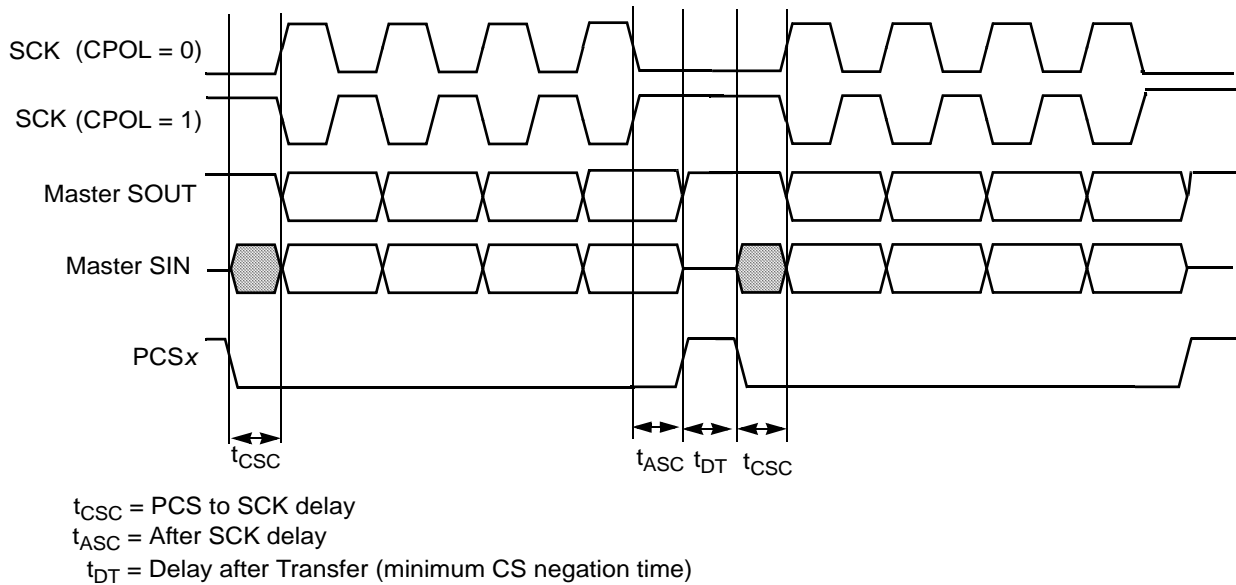 SCK (CPOL = 0)
SCK (CPOL = 1)
Master SOUT
Master SIN
PCSx
tCSC
tASC
tDT
tCSC
tCSC = PCS to SCK delay
tASC = After SCK delay
tDT = Delay after Transfer (minimum CS negation time)